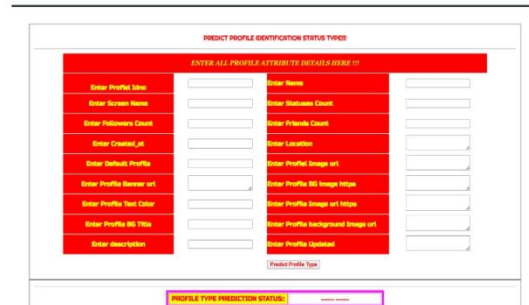 PREDICT PROFILE IDENTIFICATION STATUS TYPE!!!
ENTER ALL PROFILE ATTRIBUTE DETAILS HERE !!!
Enter Profiel Idno Enter Name
Enter Screen Name Enter Statuses Count
Enter Followers Count Enter Friends Count
Enter Created_at Enter Location
Enter Default Profile Enter Profiel Image url
Enter Profile Banner url Enter Profile BG Image https
Enter Profile Text Color Enter Profile Image url https
Enter Profile BG Title Enter Profile background Image url
Enter description Enter Profile Updated
Predict Profile Type
PROFILE TYPE PREDICTION STATUS: